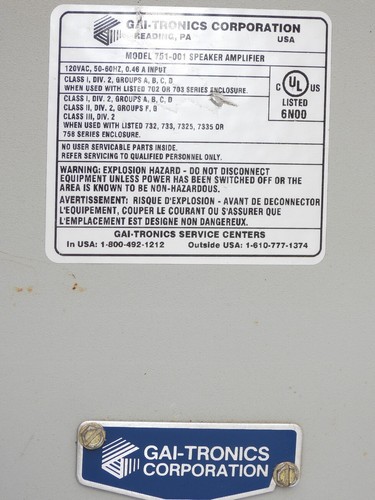 GAI-TRONICS CORPORATION
READING, PA USA
MODEL 751-001 SPEAKER AMPLIFIER
120VAC, 50-60HZ, 0.46 A INPUT
CLASS I, DIV. 2, GROUPS A, B, C, D
WHEN USED WITH LISTED 702 OR 703 SERIES ENCLOSURE.
CLASS I, DIV. 2, GROUPS A, B, C, D
CLASS II, DIV. 2, GROUPS F, G
CLASS III, DIV. 2
WHEN USED WITH LISTED 732, 733, 7325, 7335 OR
758 SERIES ENCLOSURE.
C UL US
LISTED
6N00
NO USER SERVICABLE PARTS INSIDE.
REFER SERVICING TO QUALIFIED PERSONNEL ONLY.
WARNING: EXPLOSION HAZARD - DO NOT DISCONNECT
EQUIPMENT UNLESS POWER HAS BEEN SWITCHED OFF OR THE
AREA IS KNOWN TO BE NON-HAZARDOUS.
AVERTISSEMENT: RISQUE D'EXPLOSION - AVANT DE DECONNECTOR
L'EQUIPEMENT, COUPER LE COURANT OU S'ASSURER QUE
L'EMPLACEMENT EST DESIGNE NON DANGEREUX.
GAI-TRONICS SERVICE CENTERS
In USA: 1-800-492-1212 Outside USA: 1-610-777-1374
GAI-TRONICS
CORPORATION